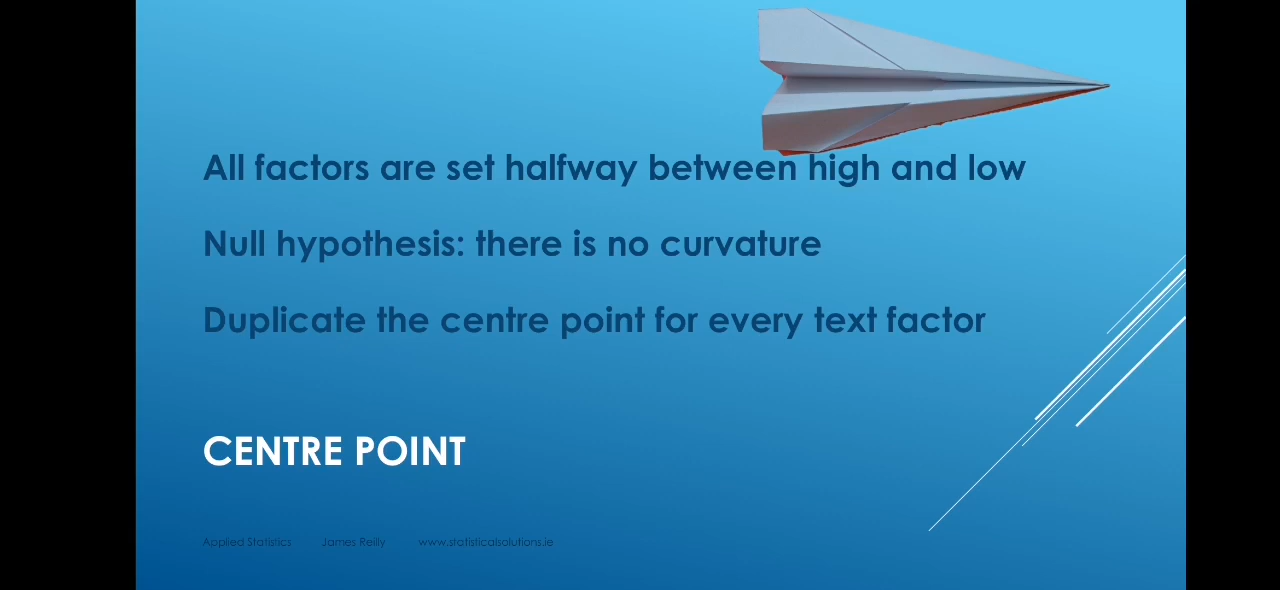 All factors are set halfway between high and low
Null hypothesis: there is no curvature
Duplicate the centre point for every text factor
CENTRE POINT
Applied Statistics James Reilly www.statisticalsolutions.ie